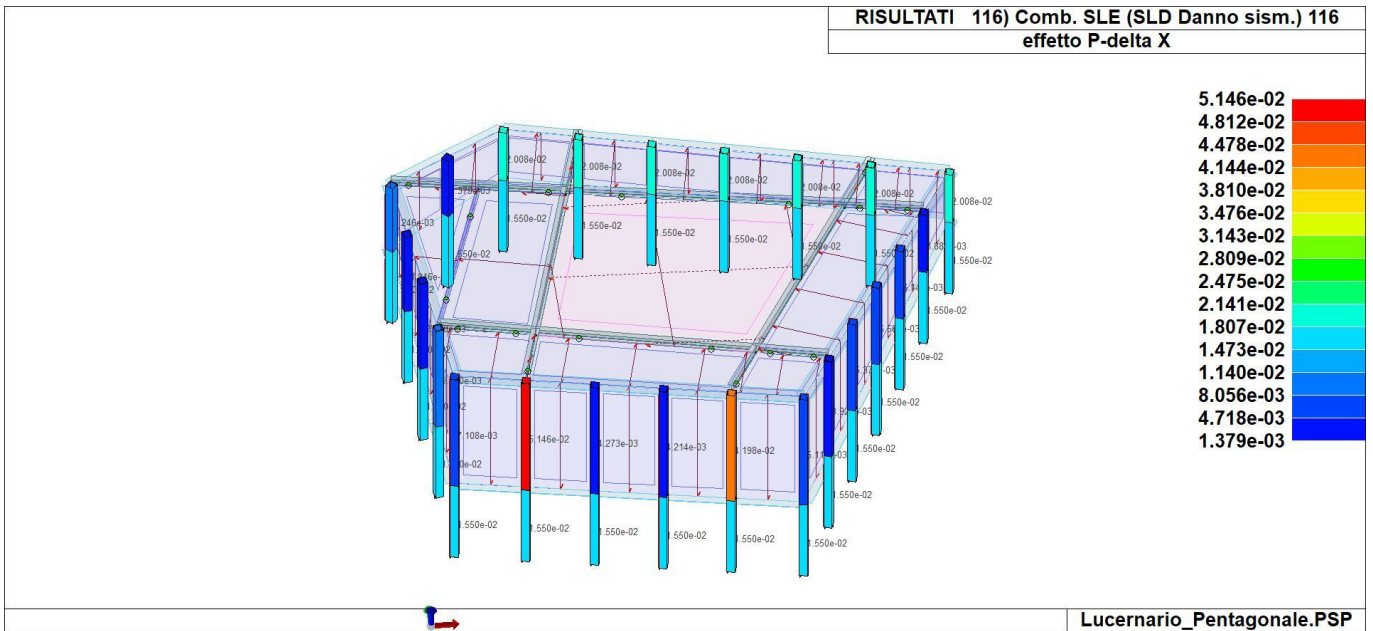 RISULTATI 116) Comb. SLE (SLD Danno sism.) 116
effetto P-delta X
5.146e-02
4.812e-02
4.478e-02
4.144e-02
3.810e-02
3.476e-02
3.143e-02
2.809e-02
2.475e-02
2.141e-02
1.807e-02
1.473e-02
1.140e-02
8.056e-03
4.718e-03
1.379e-03
2.008e-02
2.008e-02
2.008e-02
2.008e-02
2.008e-02
2.008e-02
2.008e-02
1.550e-02
1.550e-02
1.550e-02
1.550e-02
1.550e-02
1.550e-02
1.550e-02
1.550e-02
1.550e-02
1.550e-02
1.550e-02
7.108e-03
5.146e-02
4.273e-03
4.214e-03
4.198e-02
1.550e-02
1.550e-02
1.550e-02
1.550e-02
1.550e-02
1.550e-02
Lucernario_Pentagonale.PSP